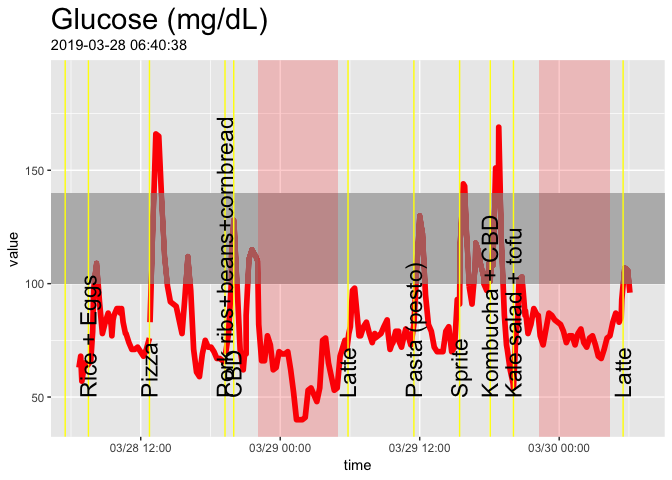 Glucose (mg/dL)
2019-03-28 06:40:38
value
150
100
50
Rice + Eggs
Pizza
Pork ribs+beans+cornbread
CBD
Latte
Pasta (pesto)
Sprite
Kombucha + CBD
Kale salad + tofu
Latte
03/28 12:00
03/29 00:00
03/29 12:00
03/30 00:00
time